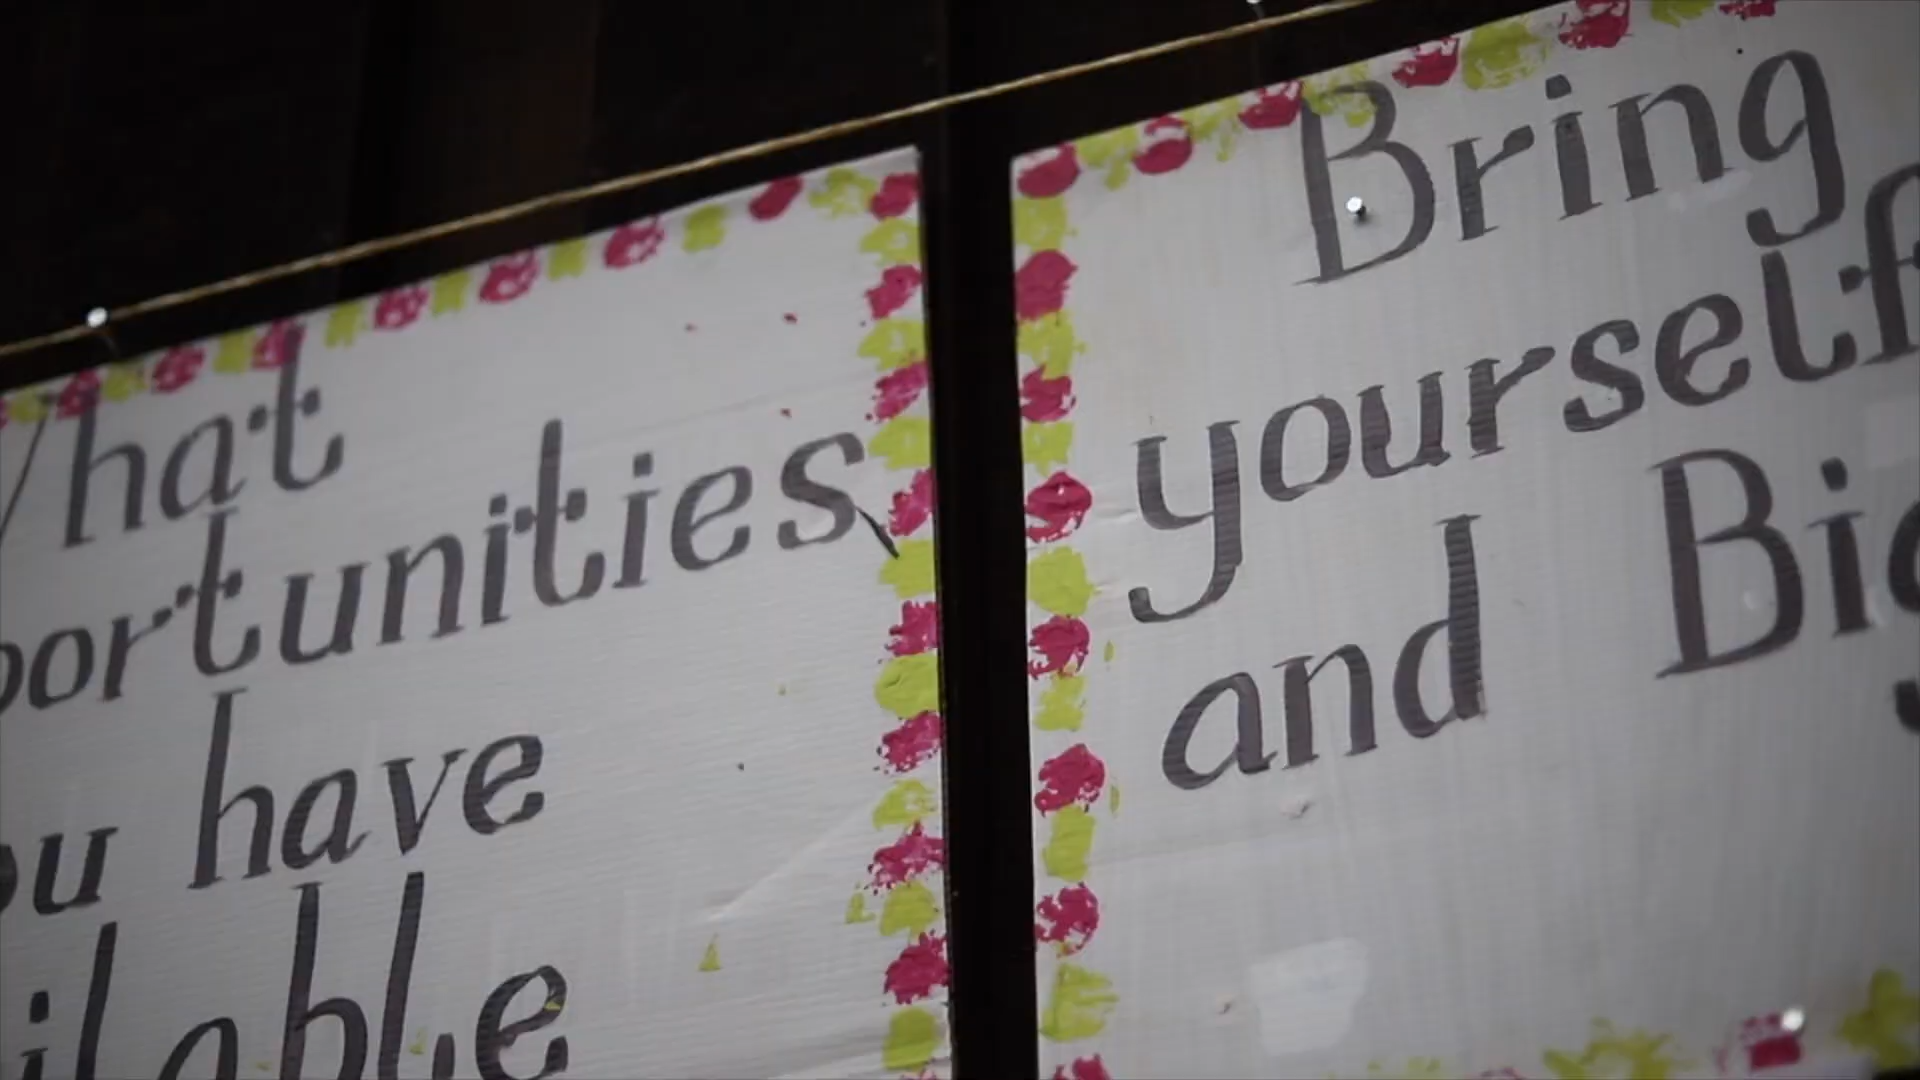 What
portunities
ou have
ilable
Bring
yourself
and Big